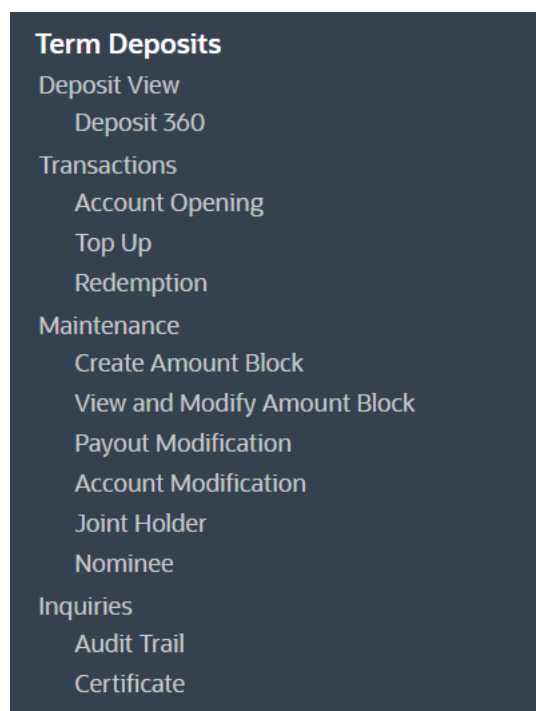 Term Deposits
Deposit View
Deposit 360
Transactions
Account Opening
Top Up
Redemption
Maintenance
Create Amount Block
View and Modify Amount Block
Payout Modification
Account Modification
Joint Holder
Nominee
Inquiries
Audit Trail
Certificate